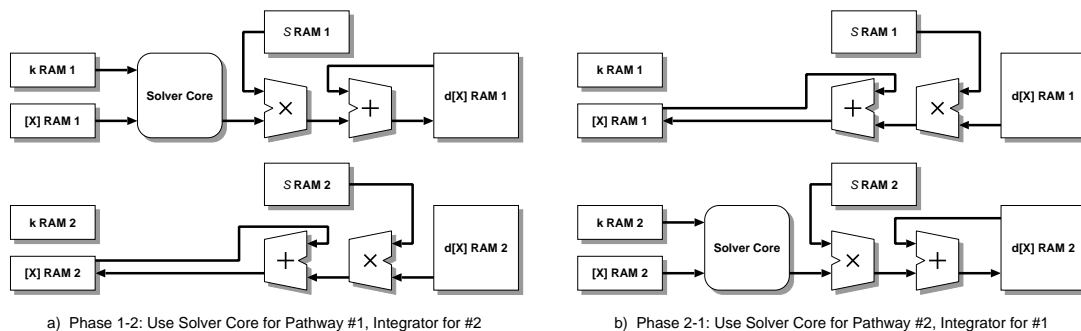 S RAM 1
k RAM 1
Solver Core
d[X] RAM 1
[X] RAM 1
×
+
S RAM 2
k RAM 2
d[X] RAM 2
[X] RAM 2
+
×
a) Phase 1-2: Use Solver Core for Pathway #1, Integrator for #2
S RAM 1
k RAM 1
d[X] RAM 1
[X] RAM 1
+
×
S RAM 2
k RAM 2
Solver Core
d[X] RAM 2
[X] RAM 2
×
+
b) Phase 2-1: Use Solver Core for Pathway #2, Integrator for #1